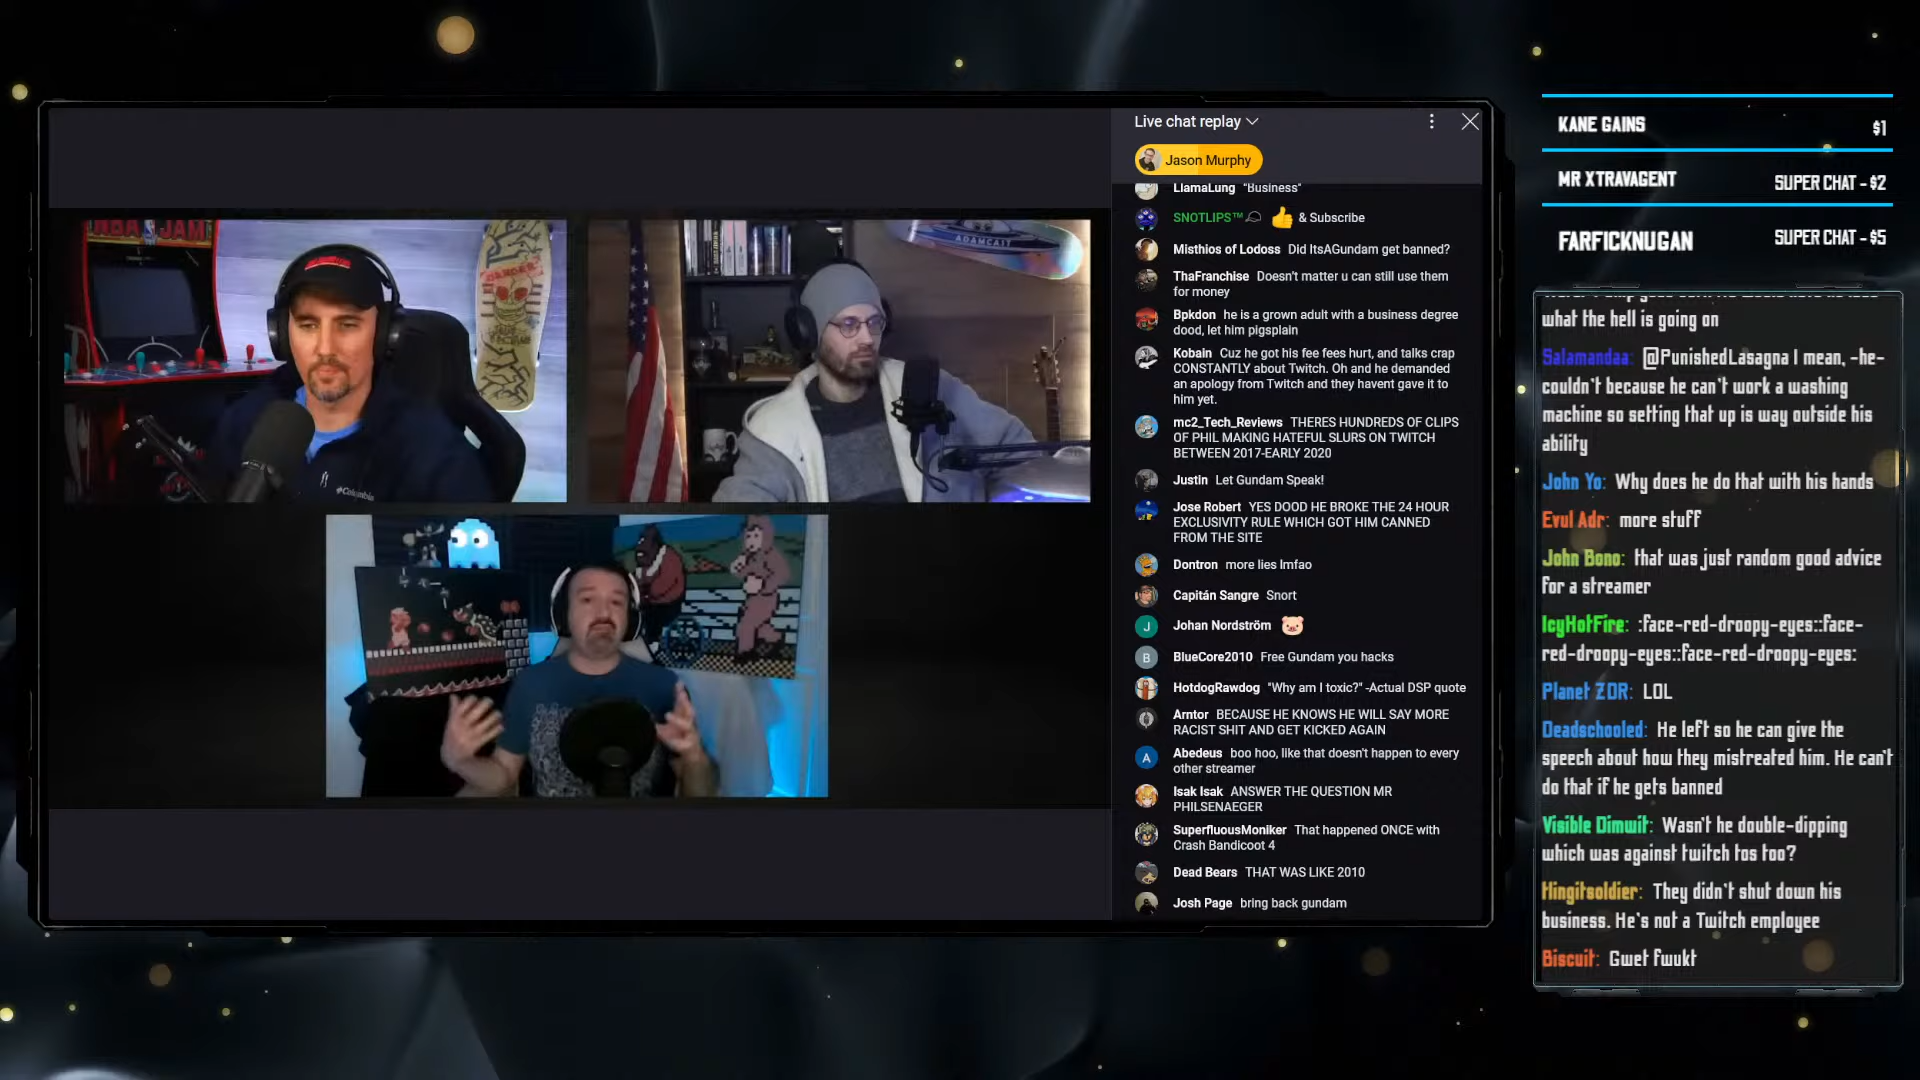 NBA JAM
DANGER
Columbia
ADAMCAIT
Live chat replay
Jason Murphy
LlamaLung "Business"
SNOTLIPS™ 👍 & Subscribe
Misthios of Lodoss Did ItsAGundam get banned?
ThaFranchise Doesn't matter u can still use them
for money
Bpkdon he is a grown adult with a business degree
dood, let him pigsplain
Kobain Cuz he got his fee fees hurt, and talks crap
CONSTANTLY about Twitch. Oh and he demanded
an apology from Twitch and they havent gave it to
him yet.
mc2_Tech_Reviews THERES HUNDREDS OF CLIPS
OF PHIL MAKING HATEFUL SLURS ON TWITCH
BETWEEN 2017-EARLY 2020
Justin Let Gundam Speak!
Jose Robert YES DOOD HE BROKE THE 24 HOUR
EXCLUSIVITY RULE WHICH GOT HIM CANNED
FROM THE SITE
Dontron more lies lmfao
Capitán Sangre Snort
J
Johan Nordström 🐷
B
BlueCore2010 Free Gundam you hacks
HotdogRawdog "Why am I toxic?" -Actual DSP quote
Arntor BECAUSE HE KNOWS HE WILL SAY MORE
RACIST SHIT AND GET KICKED AGAIN
A
Abedeus boo hoo, like that doesn't happen to every
other streamer
Isak Isak ANSWER THE QUESTION MR
PHILSENAEGER
SuperfluousMoniker That happened ONCE with
Crash Bandicoot 4
Dead Bears THAT WAS LIKE 2010
Josh Page bring back gundam
KANE GAINS $1
MR XTRAVAGENT SUPER CHAT - $2
FARFICKNUGAN SUPER CHAT - $5
what the hell is going on
Salamandaa: @PunishedLasagna I mean, -he-
couldn't because he can't work a washing
machine so setting that up is way outside his
ability
John Yo: Why does he do that with his hands
Evul Adr: more stuff
John Bono: that was just random good advice
for a streamer
IcyHotFire: :face-red-droopy-eyes::face-
red-droopy-eyes::face-red-droopy-eyes:
Planet ZOR: LOL
Deadschooled: He left so he can give the
speech about how they mistreated him. He can't
do that if he gets banned
Visible Dimwit: Wasn't he double-dipping
which was against twitch tos too?
Hingitsoldier: They didn't shut down his
business. He's not a Twitch employee
Biscuit: Gwet fwukt